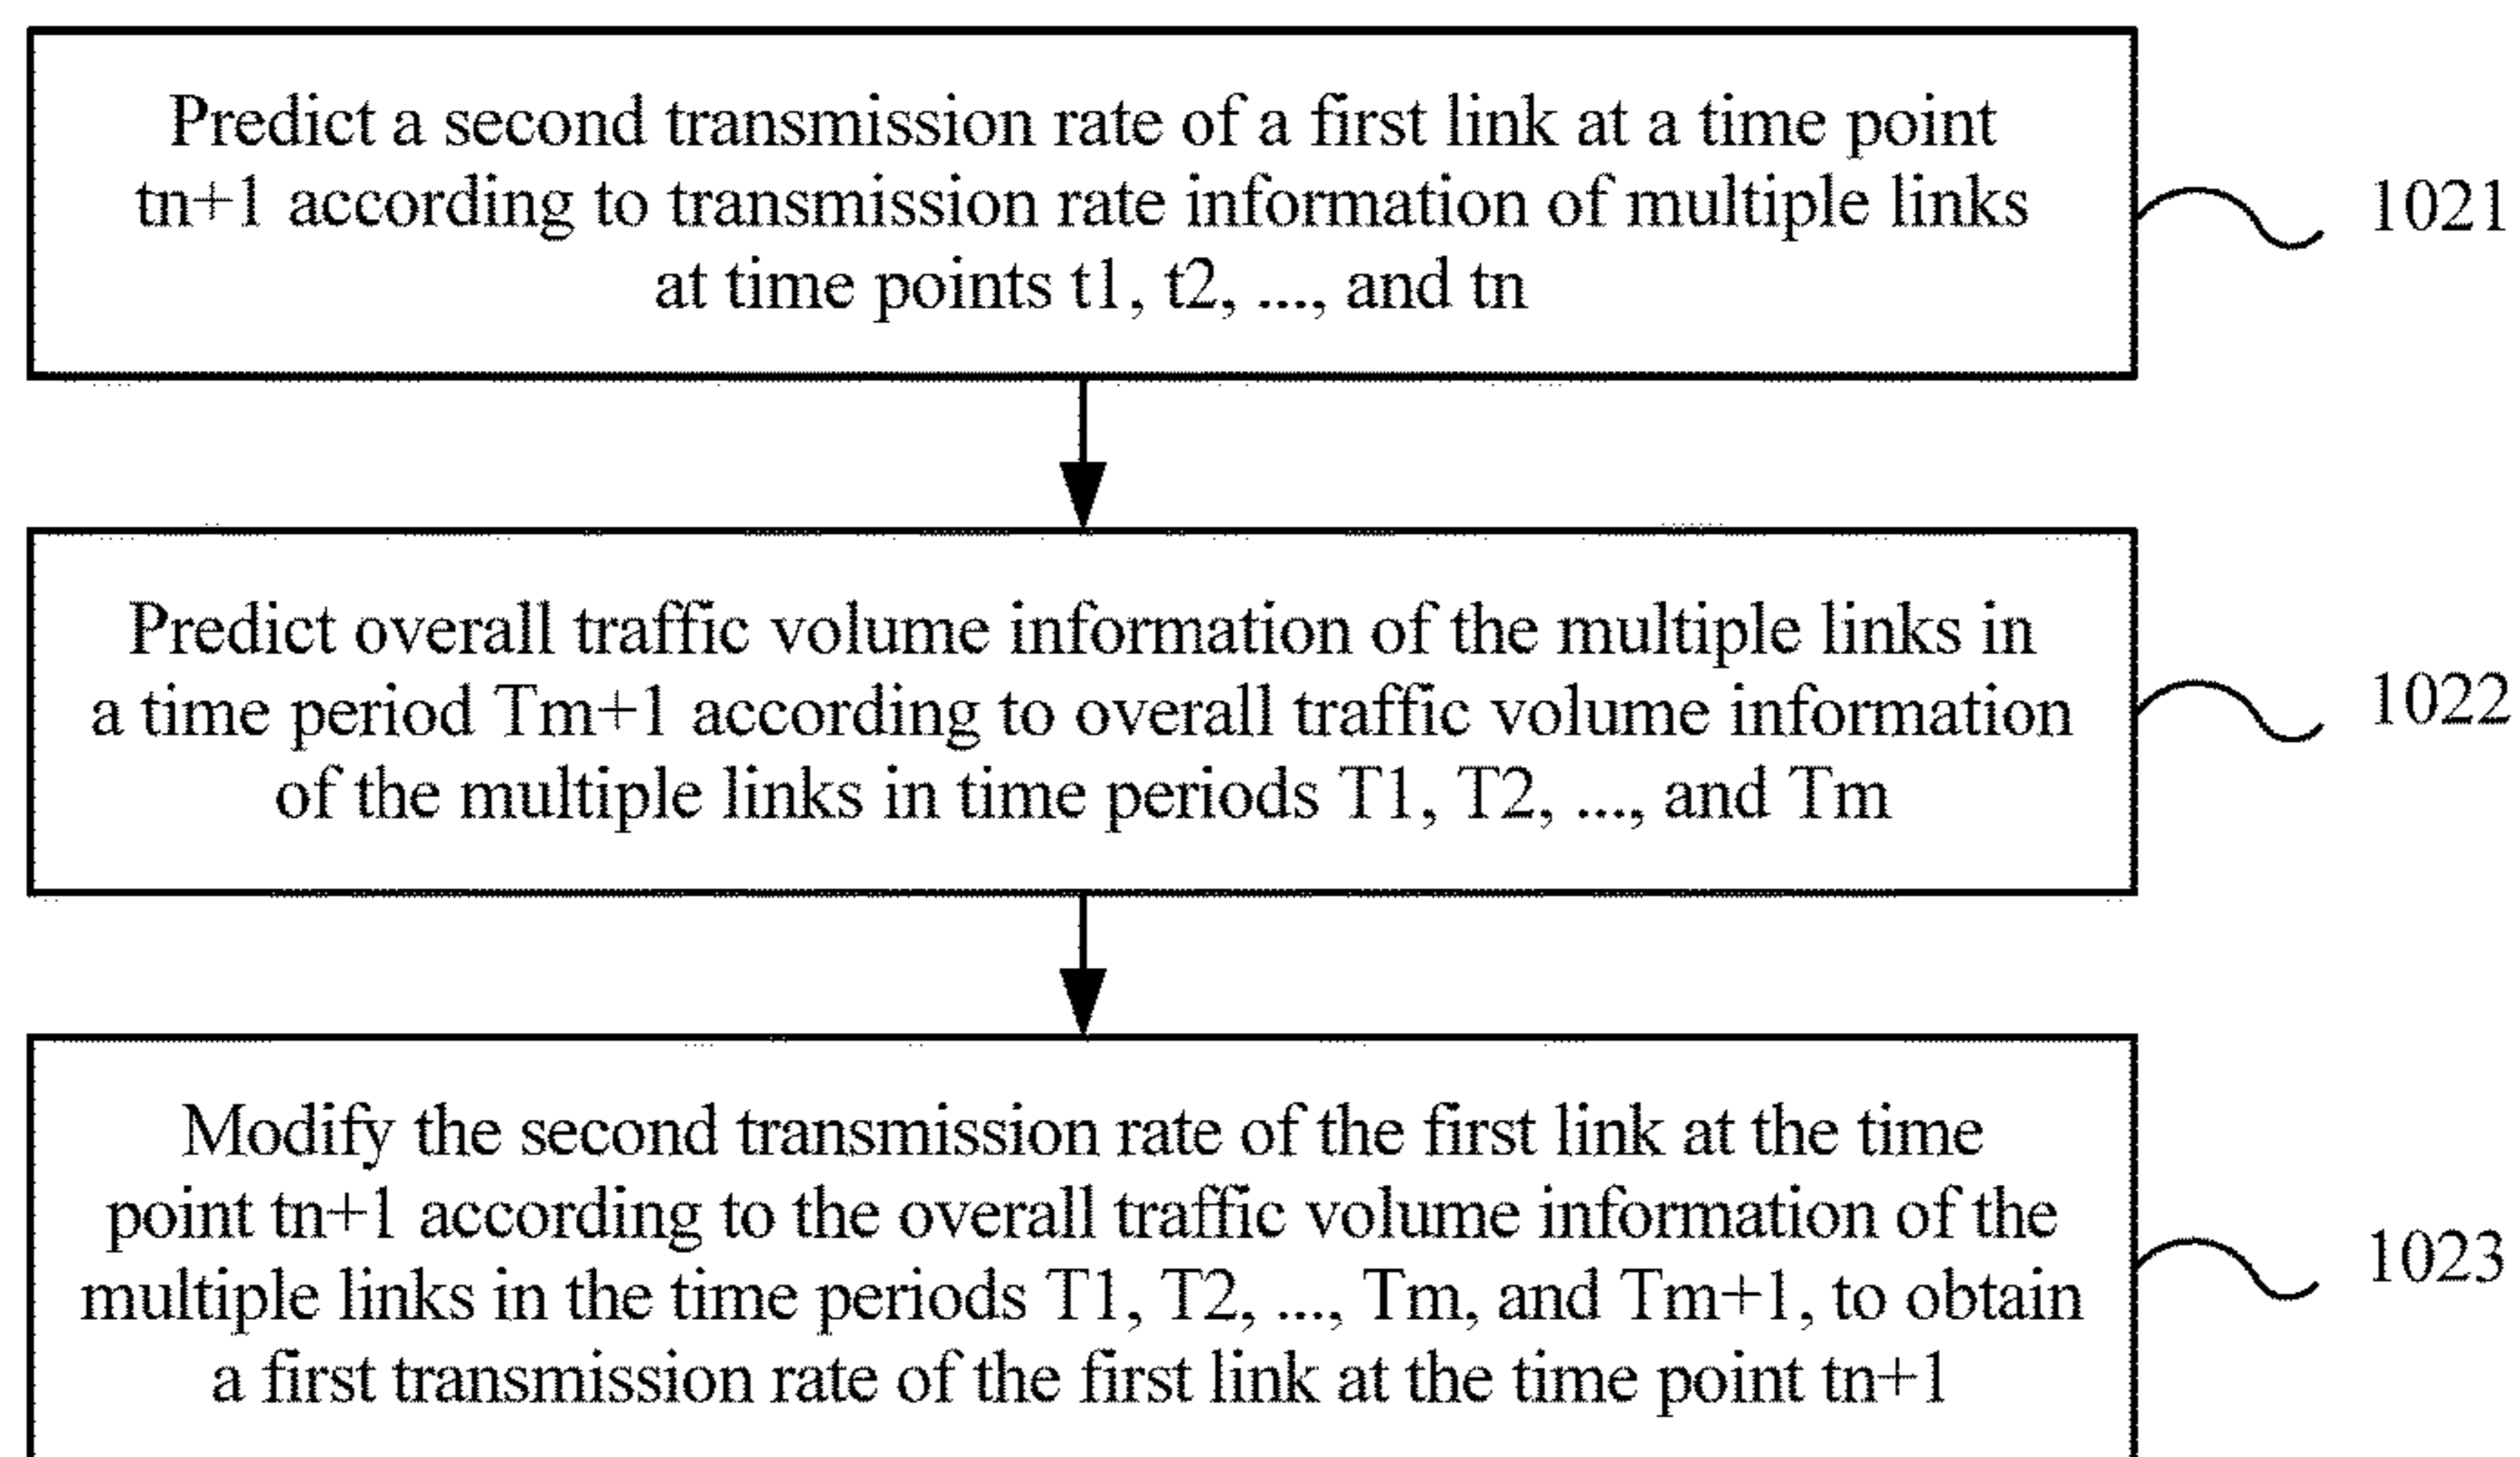 Predict a second transmission rate of a first link at a time point
tn+1 according to transmission rate information of multiple links
at time points t1, t2, ..., and tn
1021
Predict overall traffic volume information of the multiple links in
a time period Tm+1 according to overall traffic volume information
of the multiple links in time periods T1, T2, ..., and Tm
1022
Modify the second transmission rate of the first link at the time
point tn+1 according to the overall traffic volume information of the
multiple links in the time periods T1, T2, ..., Tm, and Tm+1, to obtain
a first transmission rate of the first link at the time point tn+1
1023